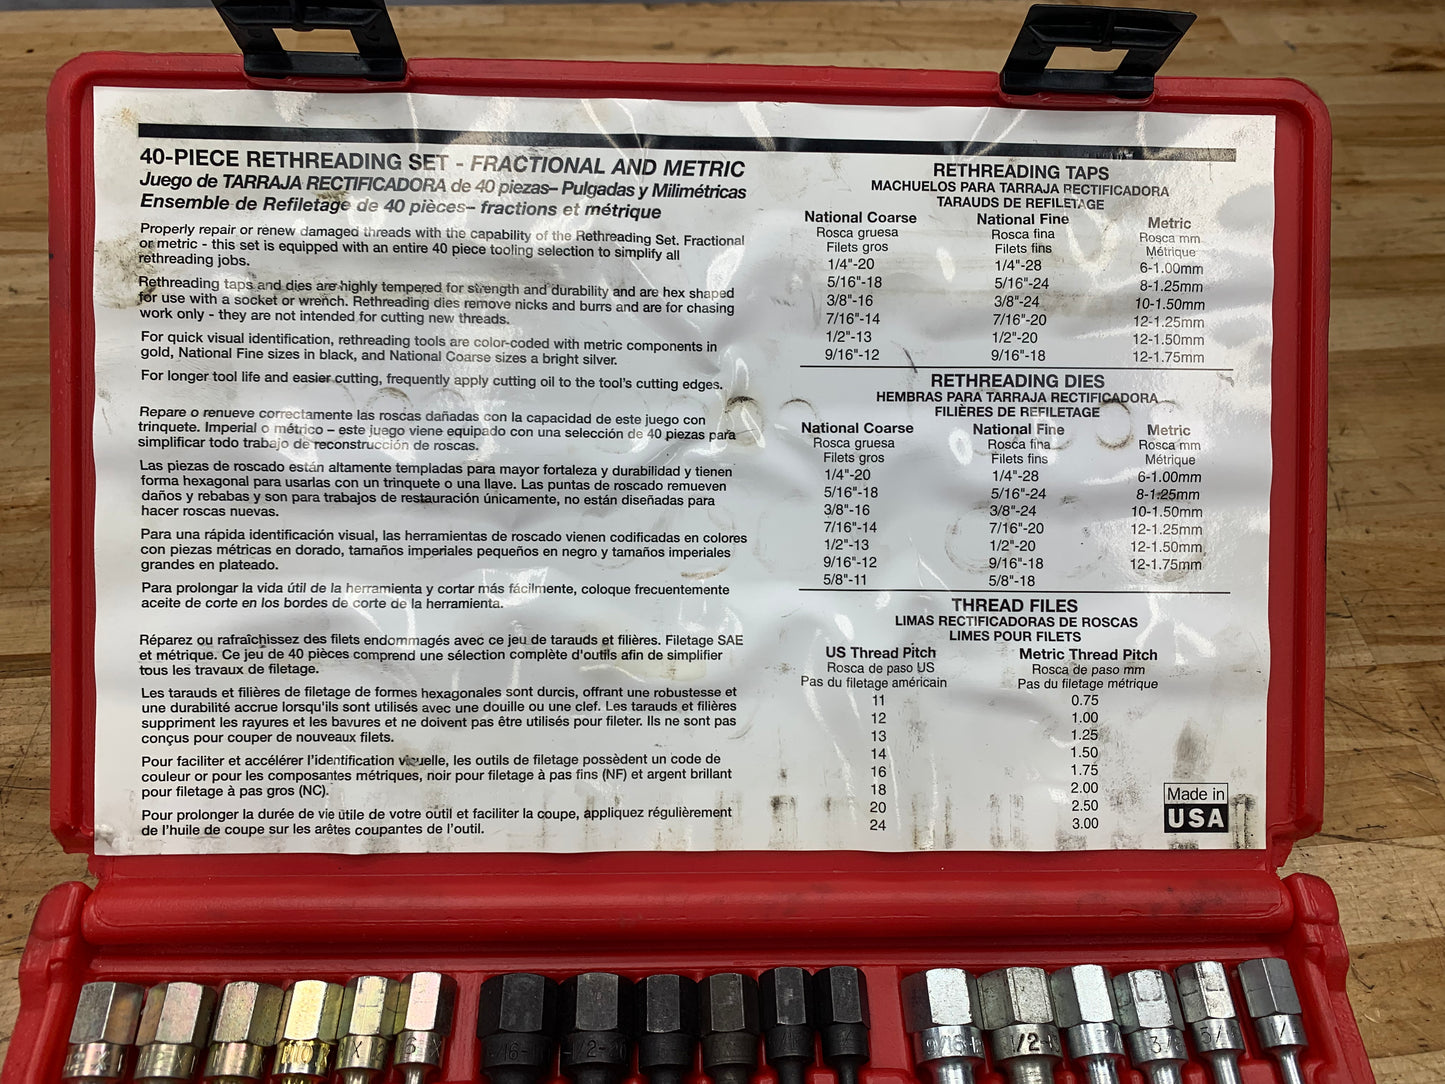 40-PIECE RETHREADING SET - FRACTIONAL AND METRIC
Juego de TARRAJA RECTIFICADORA de 40 piezas– Pulgadas y Milimétricas
Ensemble de Refiletage de 40 pièces– fractions et métrique
Properly repair or renew damaged threads with the capability of the Rethreading Set. Fractional
or metric - this set is equipped with an entire 40 piece tooling selection to simplify all
rethreading jobs.
Rethreading taps and dies are highly tempered for strength and durability and are hex shaped
for use with a socket or wrench. Rethreading dies remove nicks and burrs and are for chasing
work only - they are not intended for cutting new threads.
For quick visual identification, rethreading tools are color-coded with metric components in
gold, National Fine sizes in black, and National Coarse sizes a bright silver.
For longer tool life and easier cutting, frequently apply cutting oil to the tool's cutting edges.
Repare o renueve correctamente las roscas dañadas con la capacidad de este juego con
trinquete. Imperial o métrico – este juego viene equipado con una selección de 40 piezas para
simplificar todo trabajo de reconstrucción de roscas.
Las piezas de roscado están altamente templadas para mayor fortaleza y durabilidad y tienen
forma hexagonal para usarlas con un trinquete o una llave. Las puntas de roscado remueven
daños y rebabas y son para trabajos de restauración únicamente, no están diseñadas para
hacer roscas nuevas.
Para una rápida identificación visual, las herramientas de roscado vienen codificadas en colores
con piezas métricas en dorado, tamaños imperiales pequeños en negro y tamaños imperiales
grandes en plateado.
Para prolongar la vida útil de la herramienta y cortar más fácilmente, coloque frecuentemente
aceite de corte en los bordes de corte de la herramienta.
Réparez ou rafraîchissez des filets endommagés avec ce jeu de tarauds et filières. Filetage SAE
et métrique. Ce jeu de 40 pièces comprend une sélection complète d'outils afin de simplifier
tous les travaux de filetage.
Les tarauds et filières de filetage de formes hexagonales sont durcis, offrant une robustesse et
une durabilité accrue lorsqu'ils sont utilisés avec une douille ou une clef. Les tarauds et filières
suppriment les rayures et les bavures et ne doivent pas être utilisés pour fileter. Ils ne sont pas
conçus pour couper de nouveaux filets.
Pour faciliter et accélérer l'identification visuelle, les outils de filetage possèdent un code de
couleur or pour les composantes métriques, noir pour filetage à pas fins (NF) et argent brillant
pour filetage à pas gros (NC).
Pour prolonger la durée de vie utile de votre outil et faciliter la coupe, appliquez régulièrement
de l'huile de coupe sur les arêtes coupantes de l'outil.
RETHREADING TAPS
MACHUELOS PARA TARRAJA RECTIFICADORA
TARAUDS DE REFILETAGE
National Coarse National Fine Metric
Rosca gruesa Rosca fina Rosca mm
Filets gros Filets fins Métrique
1/4"-20 1/4"-28 6-1.00mm
5/16"-18 5/16"-24 8-1.25mm
3/8"-16 3/8"-24 10-1.50mm
7/16"-14 7/16"-20 12-1.25mm
1/2"-13 1/2"-20 12-1.50mm
9/16"-12 9/16"-18 12-1.75mm
RETHREADING DIES
HEMBRAS PARA TARRAJA RECTIFICADORA
FILIÈRES DE REFILETAGE
National Coarse National Fine Metric
Rosca gruesa Rosca fina Rosca mm
Filets gros Filets fins Métrique
1/4"-20 1/4"-28 6-1.00mm
5/16"-18 5/16"-24 8-1.25mm
3/8"-16 3/8"-24 10-1.50mm
7/16"-14 7/16"-20 12-1.25mm
1/2"-13 1/2"-20 12-1.50mm
9/16"-12 9/16"-18 12-1.75mm
5/8"-11 5/8"-18
THREAD FILES
LIMAS RECTIFICADORAS DE ROSCAS
LIMES POUR FILETS
US Thread Pitch Metric Thread Pitch
Rosca de paso US Rosca de paso mm
Pas du filetage américain Pas du filetage métrique
11 0.75
12 1.00
13 1.25
14 1.50
16 1.75
18 2.00
20 2.50
24 3.00
Made in
USA